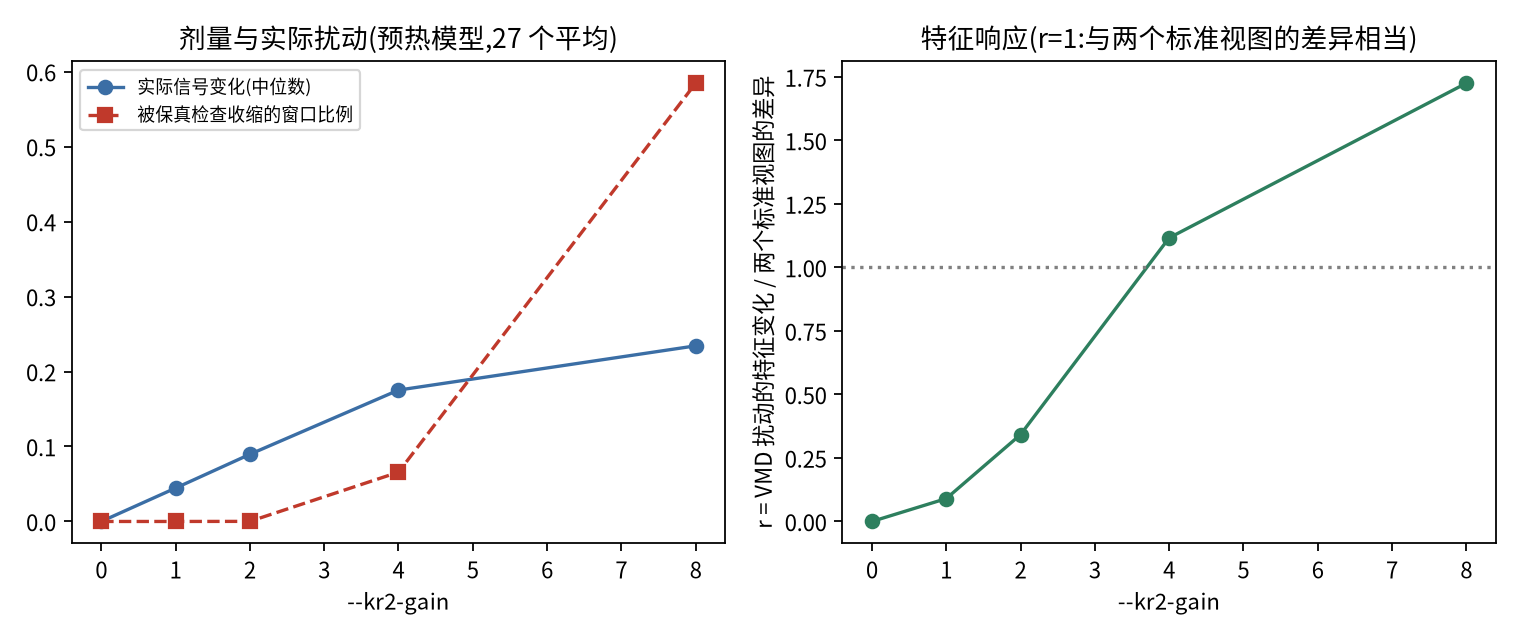 剂量与实际扰动(预热模型,27 个平均)
实际信号变化(中位数)
被保真检查收缩的窗口比例
0.6
0.5
0.4
0.3
0.2
0.1
0.0
0 1 2 3 4 5 6 7 8
--kr2-gain
特征响应(r=1:与两个标准视图的差异相当)
r = VMD 扰动的特征变化 / 两个标准视图的差异
1.75
1.50
1.25
1.00
0.75
0.50
0.25
0.00
0 1 2 3 4 5 6 7 8
--kr2-gain